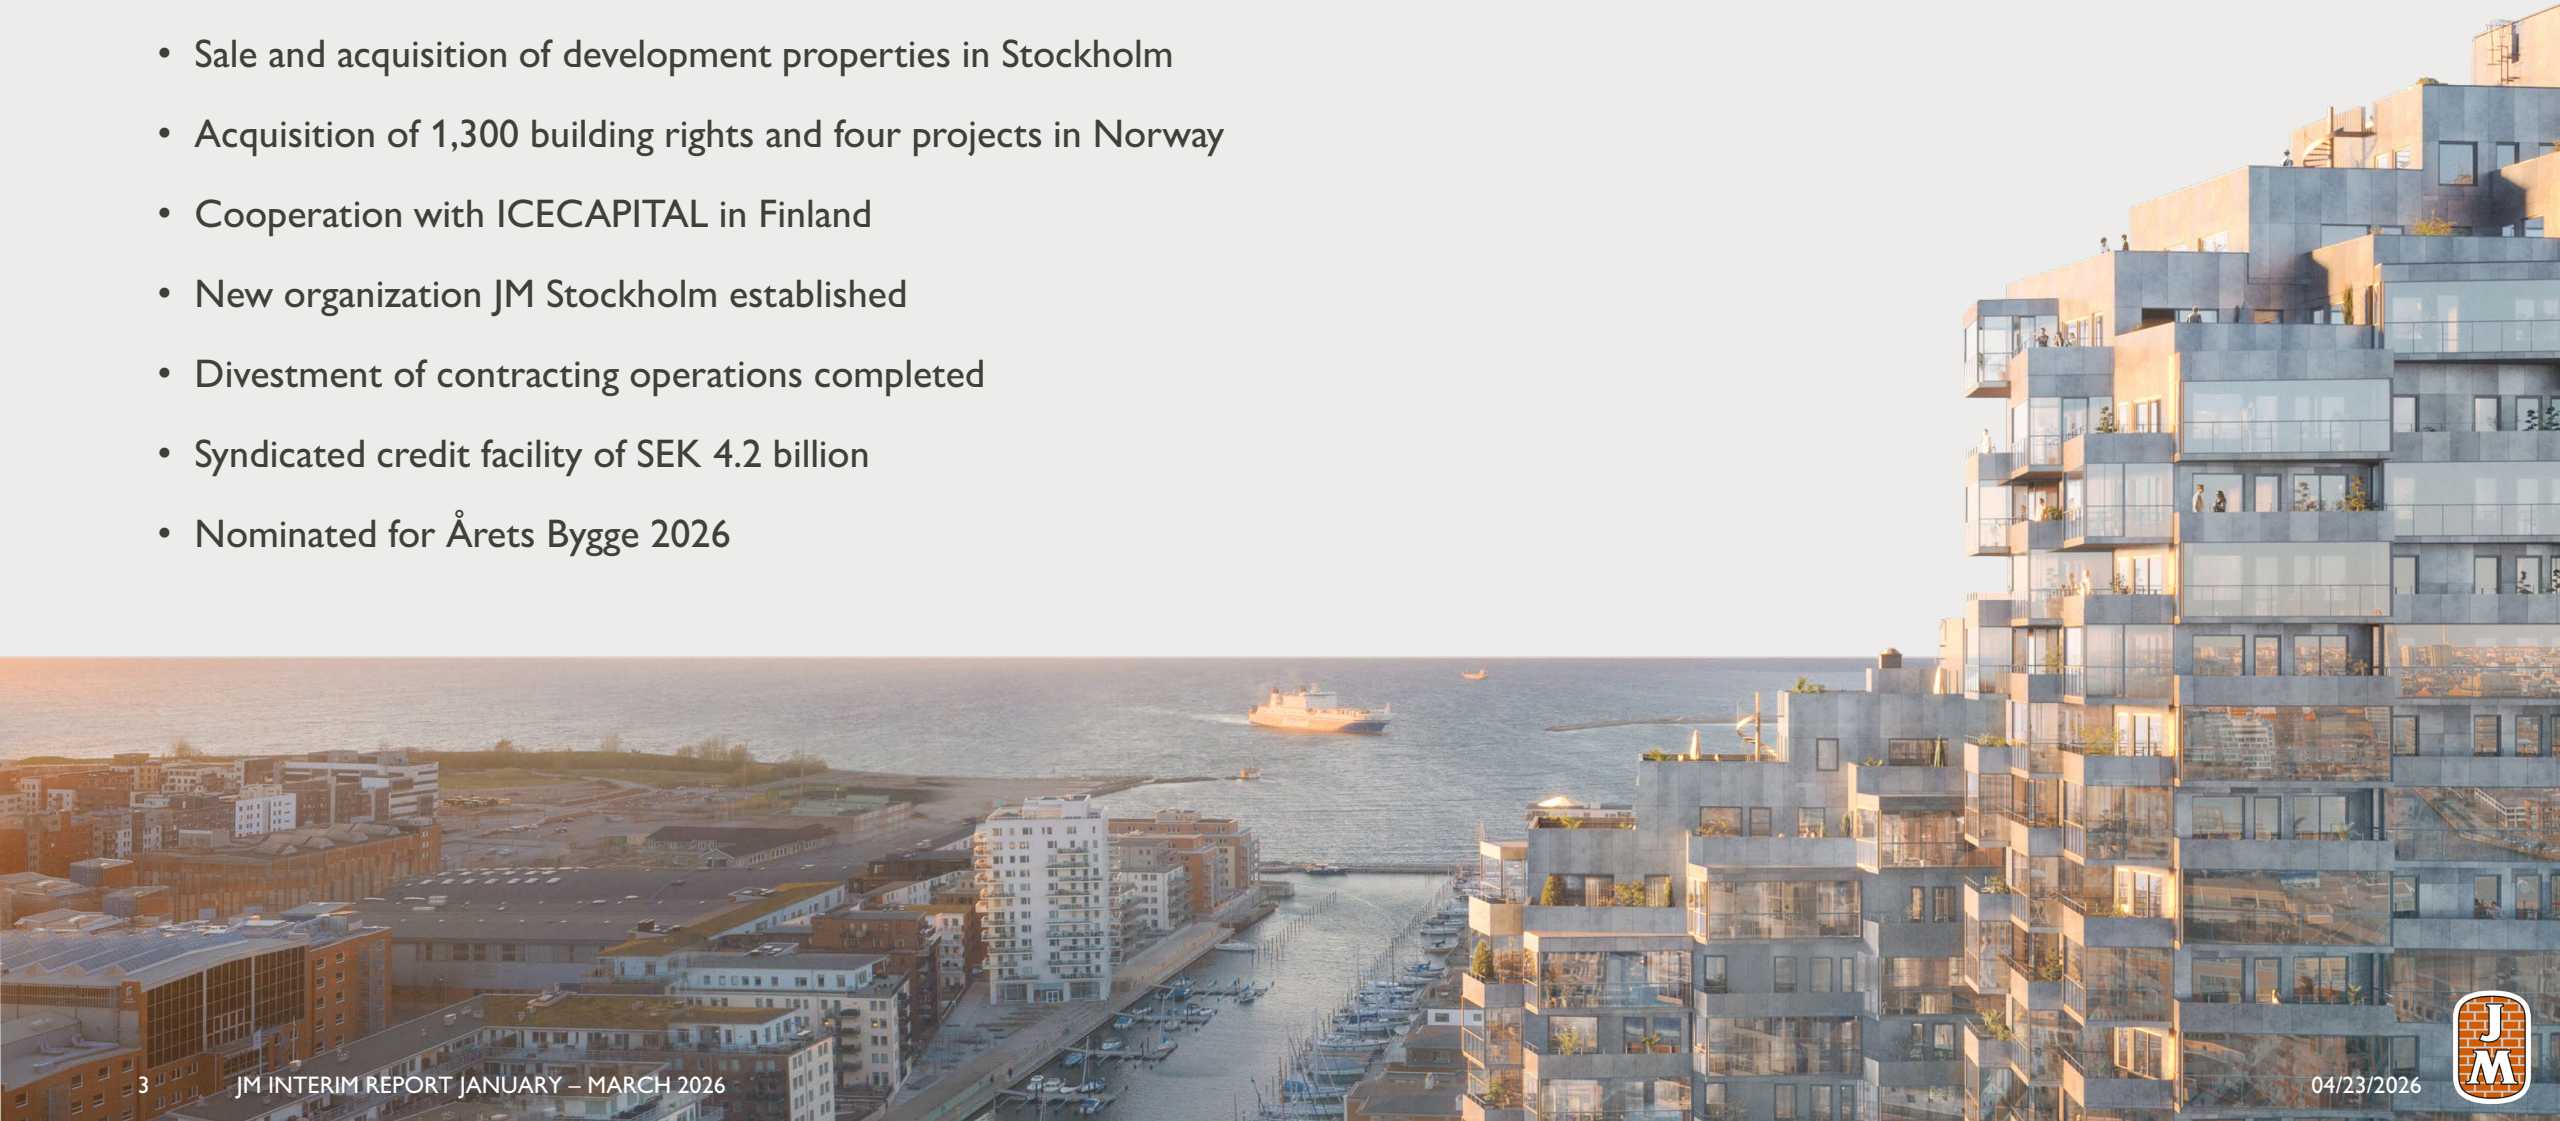 • Sale and acquisition of development properties in Stockholm
• Acquisition of 1,300 building rights and four projects in Norway
• Cooperation with ICECAPITAL in Finland
• New organization JM Stockholm established
• Divestment of contracting operations completed
• Syndicated credit facility of SEK 4.2 billion
• Nominated for Årets Bygge 2026
3 JM INTERIM REPORT JANUARY – MARCH 2026 04/23/2026
J
M